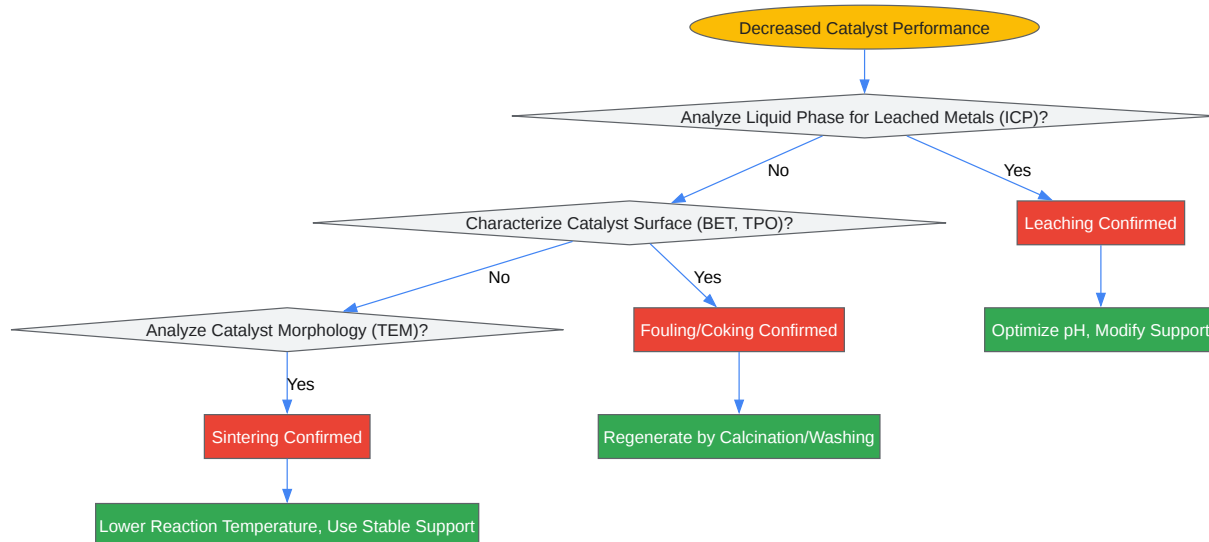 Decreased Catalyst Performance
Analyze Liquid Phase for Leached Metals (ICP)?
No
Yes
Characterize Catalyst Surface (BET, TPO)?
Leaching Confirmed
No
Yes
Analyze Catalyst Morphology (TEM)?
Fouling/Coking Confirmed
Optimize pH, Modify Support
Yes
Sintering Confirmed
Regenerate by Calcination/Washing
Lower Reaction Temperature, Use Stable Support